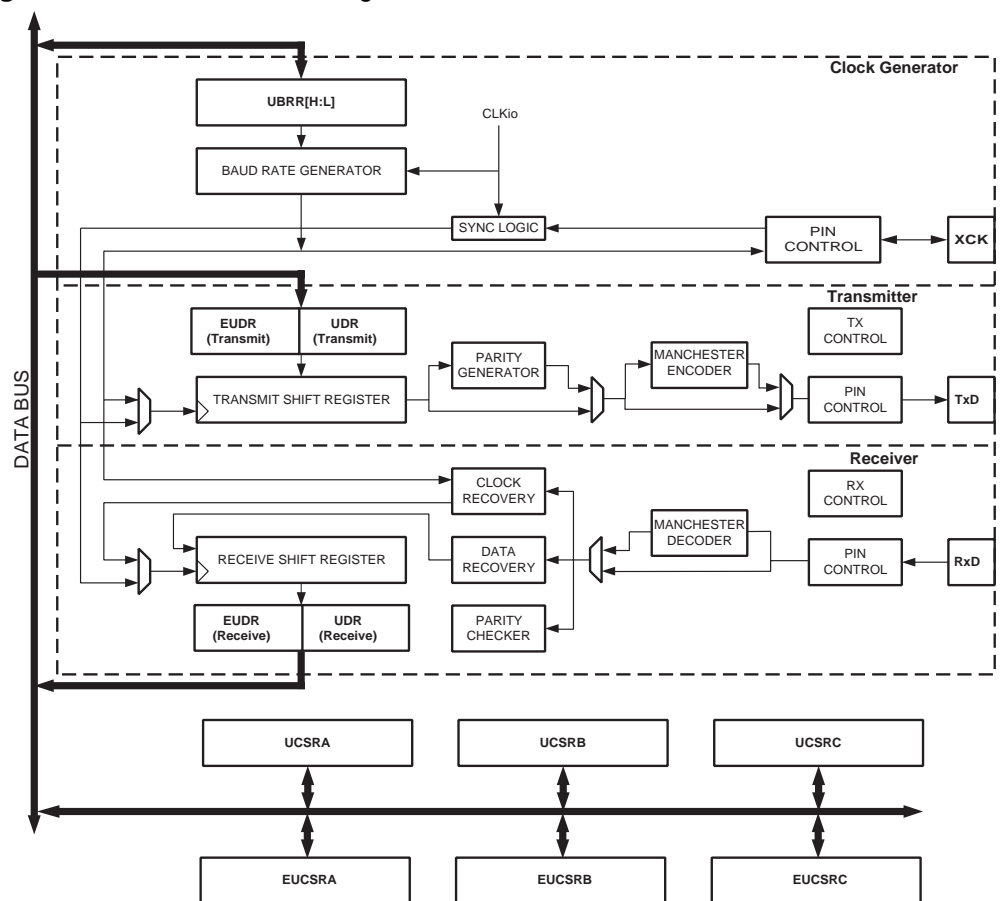 Clock Generator
UBRR[H:L]
CLKio
BAUD RATE GENERATOR
SYNC LOGIC
PIN
CONTROL
XCK
Transmitter
EUDR
(Transmit)
UDR
(Transmit)
TX
CONTROL
PARITY
GENERATOR
MANCHESTER
ENCODER
TRANSMIT SHIFT REGISTER
PIN
CONTROL
TxD
DATA BUS
Receiver
CLOCK
RECOVERY
RX
CONTROL
MANCHESTER
DECODER
RECEIVE SHIFT REGISTER
DATA
RECOVERY
PIN
CONTROL
RxD
EUDR
(Receive)
UDR
(Receive)
PARITY
CHECKER
UCSRA
UCSRB
UCSRC
EUCSRA
EUCSRB
EUCSRC